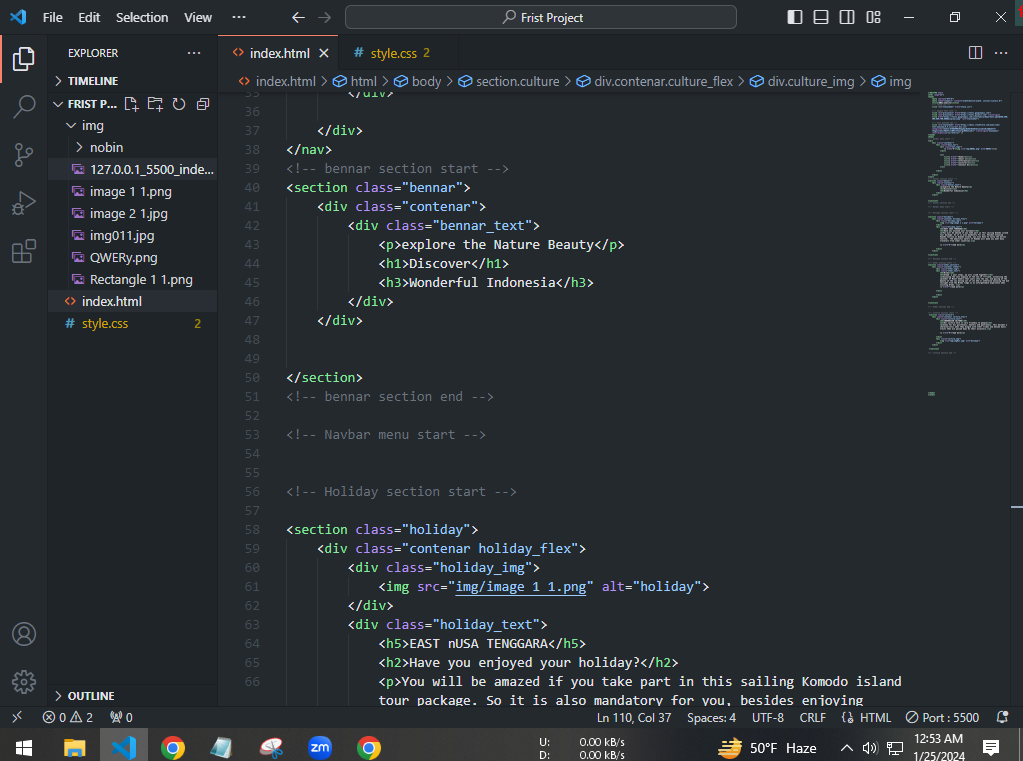 File Edit Selection View ··· Frist Project
EXPLORER
TIMELINE
FRIST P...
img
nobin
127.0.0.1_5500_inde...
image 1 1.png
image 2 1.jpg
img011.jpg
QWERy.png
Rectangle 1 1.png
index.html
style.css 2
OUTLINE
index.html
style.css 2
index.html > html > body > section.culture > div.contenar.culture_flex > div.culture_img > img
35 </div>
36
37 </div>
38 </nav>
39 <!-- bennar section start -->
40 <section class="bennar">
41 <div class="contenar">
42 <div class="bennar_text">
43 <p>explore the Nature Beauty</p>
44 <h1>Discover</h1>
45 <h3>Wonderful Indonesia</h3>
46 </div>
47 </div>
48
49
50 </section>
51 <!-- bennar section end -->
52
53 <!-- Navbar menu start -->
54
55
56 <!-- Holiday section start -->
57
58 <section class="holiday">
59 <div class="contenar holiday_flex">
60 <div class="holiday_img">
61 <img src="img/image 1 1.png" alt="holiday">
62 </div>
63 <div class="holiday_text">
64 <h5>EAST nUSA TENGGARA</h5>
65 <h2>Have you enjoyed your holiday?</h2>
66 <p>You will be amazed if you take part in this sailing Komodo island
tour package. So it is also mandatory for you, besides enjoying
0 2 0 Ln 110, Col 37 Spaces: 4 UTF-8 CRLF HTML Port : 5500
zm
U: 0.00 kB/s
D: 0.00 kB/s
50°F Haze
12:53 AM
1/25/2024